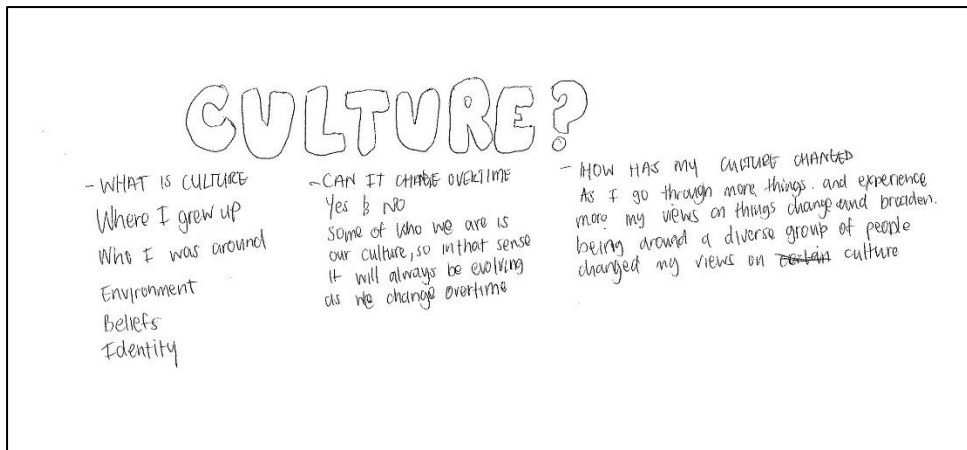 CULTURE?
- WHAT IS CULTURE
Where I grew up
Who I was around
Environment
Beliefs
Identity
- CAN IT CHANGE OVERTIME
Yes & NO
Some of who we are is
our culture, so in that sense
it will always be evolving
as we change overtime
- HOW HAS MY CULTURE CHANGED
As I go through more things. and experience
more my views on things change and broaden.
being around a diverse group of people
changed my views on certain culture